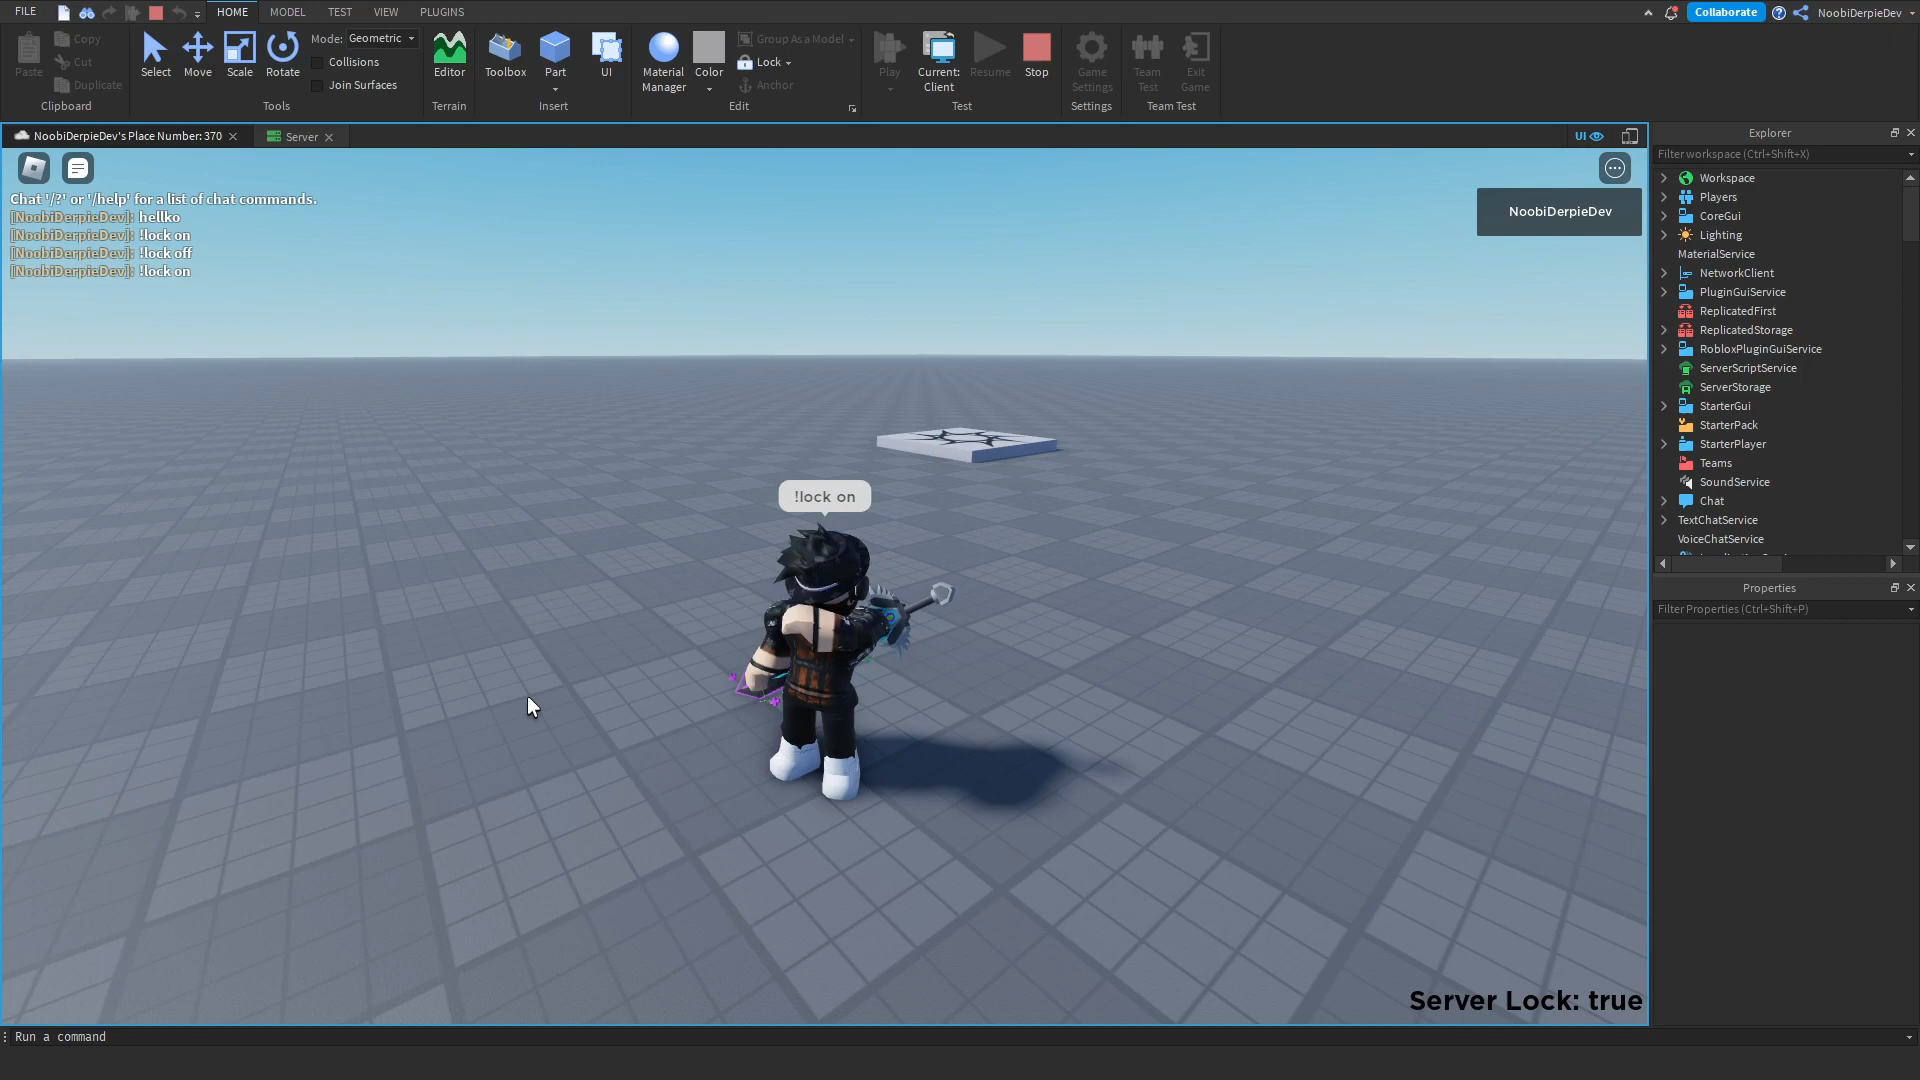 FILE HOME MODEL TEST VIEW PLUGINS Collaborate NoobiDerpieDev
Paste Copy Cut Duplicate
Clipboard
Select Move Scale Rotate
Mode: Geometric
Collisions
Join Surfaces
Tools
Editor
Terrain
Toolbox Part UI
Insert
Material Manager Color
Group As a Model
Lock
Anchor
Edit
Play Current: Client Resume Stop
Test
Game Settings
Settings
Team Test Exit Game
Team Test
NoobiDerpieDev's Place Number: 370 Server UI
Chat '/?' or '/help' for a list of chat commands.
[NoobiDerpieDev]: hellko
[NoobiDerpieDev]: !lock on
[NoobiDerpieDev]: !lock off
[NoobiDerpieDev]: !lock on
NoobiDerpieDev
!lock on
Server Lock: true
Explorer
Filter workspace (Ctrl+Shift+X)
Workspace
Players
CoreGui
Lighting
MaterialService
NetworkClient
PluginGuiService
ReplicatedFirst
ReplicatedStorage
RobloxPluginGuiService
ServerScriptService
ServerStorage
StarterGui
StarterPack
StarterPlayer
Teams
SoundService
Chat
TextChatService
VoiceChatService
Properties
Filter Properties (Ctrl+Shift+P)
Run a command